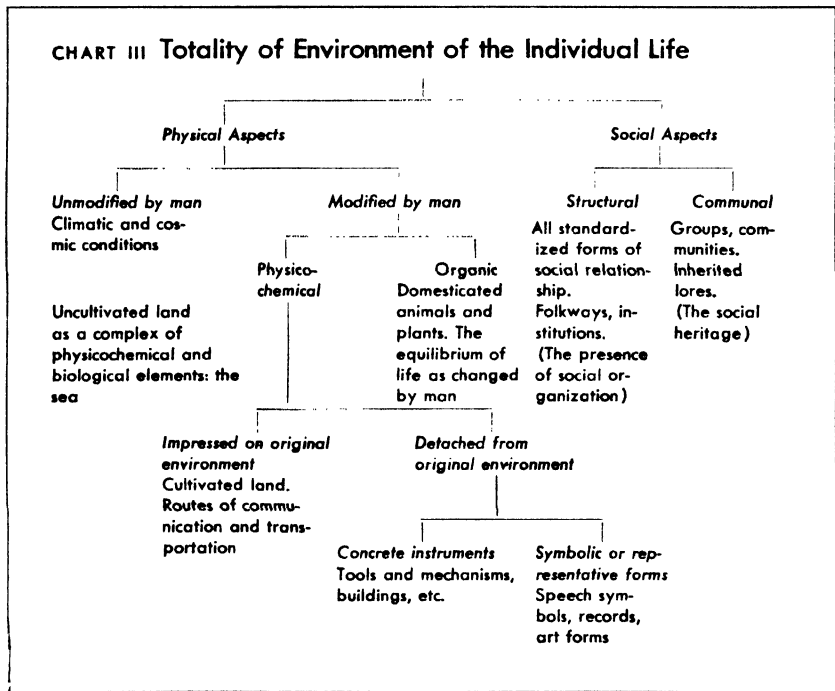 CHART III Totality of Environment of the Individual Life
Physical Aspects
Social Aspects
Unmodified by man
Climatic and cos-
mic conditions
Uncultivated land
as a complex of
physicochemical and
biological elements: the
sea
Modified by man
Physico-
chemical
Organic
Domesticated
animals and
plants. The
equilibrium of
life as changed
by man
Structural
All standard-
ized forms of
social relation-
ship.
Folkways, in-
stitutions.
(The presence
of social or-
ganization)
Communal
Groups, com-
munities.
Inherited
lores.
(The social
heritage)
Impressed on original
environment
Cultivated land.
Routes of commu-
nication and trans-
portation
Detached from
original environment
Concrete instruments
Tools and mechanisms,
buildings, etc.
Symbolic or rep-
resentative forms
Speech sym-
bols, records,
art forms